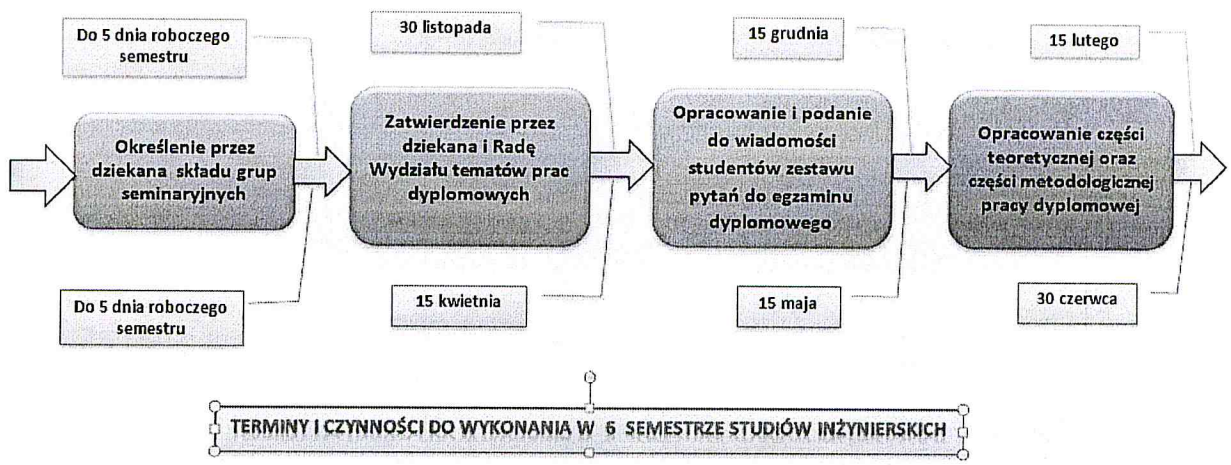 Do 5 dnia roboczego
semestru
30 listopada
15 grudnia
15 lutego
Określenie przez
dziekana składu grup
seminaryjnych
Zatwierdzenie przez
dziekana i Radę
Wydziału tematów prac
dyplomowych
Opracowanie i podanie
do wiadomości
studentów zestawu
pytań do egzaminu
dyplomowego
Opracowanie części
teoretycznej oraz
części metodologicznej
pracy dyplomowej
Do 5 dnia roboczego
semestru
15 kwietnia
15 maja
30 czerwca
TERMINY I CZYNNOŚCI DO WYKONANIA W 6 SEMESTRZE STUDIÓW INŻYNIERSKICH